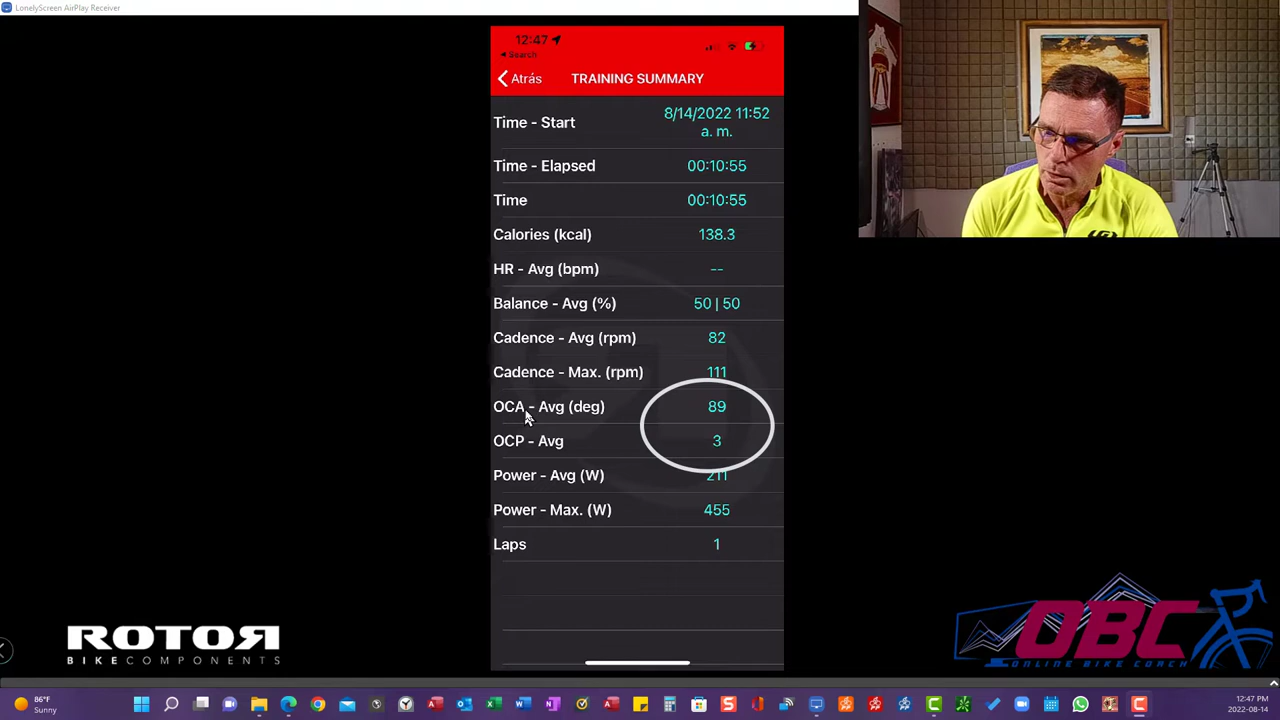 LonelyScreen AirPlay Receiver
12:47
Search
Atrás
TRAINING SUMMARY
Time - Start
8/14/2022 11:52
a. m.
Time - Elapsed 00:10:55
Time 00:10:55
Calories (kcal) 138.3
HR - Avg (bpm) --
Balance - Avg (%) 50 | 50
Cadence - Avg (rpm) 82
Cadence - Max. (rpm) 111
OCA - Avg (deg) 89
OCP - Avg 3
Power - Avg (W) 211
Power - Max. (W) 455
Laps 1
ROTOR
BIKE COMPONENTS
OBC
ONLINE BIKE COACH
86°F
Sunny
12:47 PM
2022-08-14